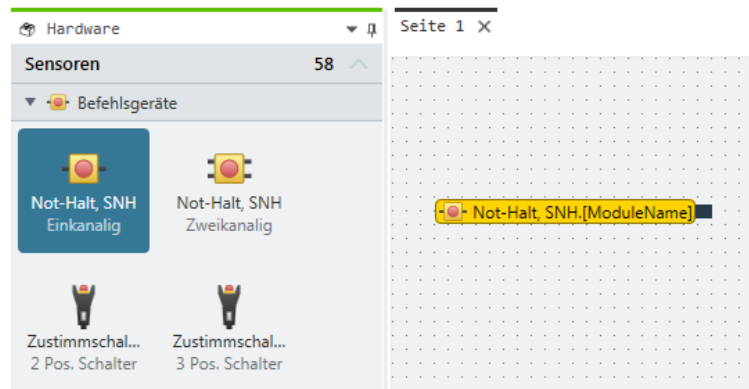 Hardware
Seite 1
Sensoren 58
Befehlsgeräte
Not-Halt, SNH
Einkanalig
Not-Halt, SNH
Zweikanalig
Not-Halt, SNH.[ModuleName]
Zustimmschal...
2 Pos. Schalter
Zustimmschal...
3 Pos. Schalter